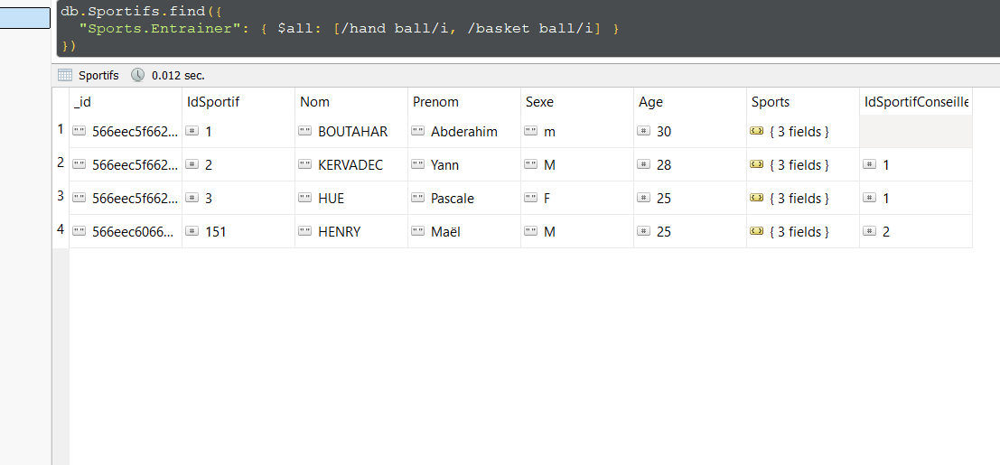 db.Sportifs.find({
"Sports.Entrainer": { $all: [/hand ball/i, /basket ball/i] }
})
Sportifs 0.012 sec.
_id IdSportif Nom Prenom Sexe Age Sports IdSportifConseille
1 "" 566eec5f662... # 1 "" BOUTAHAR "" Abderahim "" m # 30 { 3 fields }
2 "" 566eec5f662... # 2 "" KERVADEC "" Yann "" M # 28 { 3 fields } # 1
3 "" 566eec5f662... # 3 "" HUE "" Pascale "" F # 25 { 3 fields } # 1
4 "" 566eec6066... # 151 "" HENRY "" Maël "" M # 25 { 3 fields } # 2